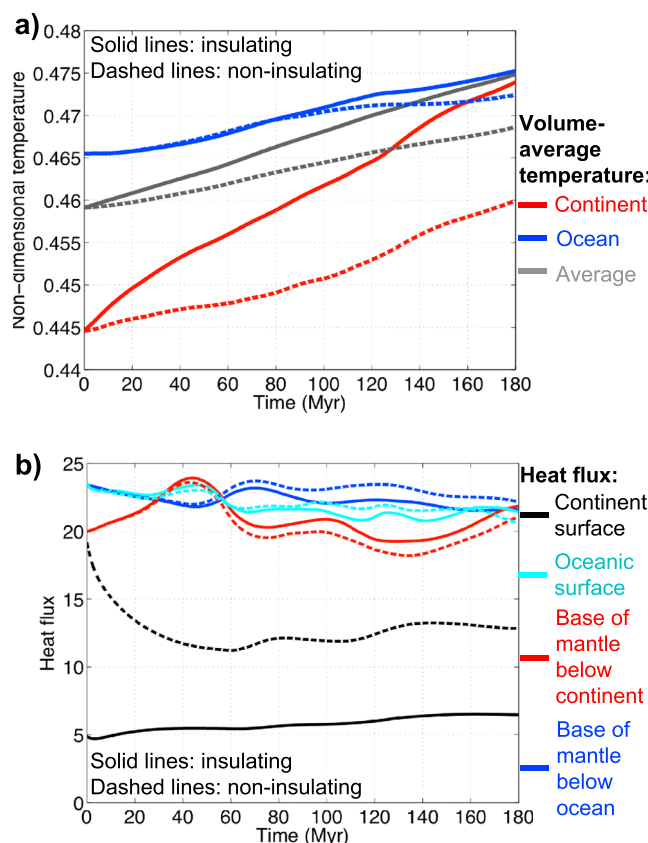 a)
0.48
0.475
0.47
0.465
0.46
0.455
0.45
0.445
0.44
Non-dimensional temperature
Solid lines: insulating
Dashed lines: non-insulating
0 20 40 60 80 100 120 140 160 180
Time (Myr)
Volume-
average
temperature:
Continent
Ocean
Average
b)
25
20
15
10
5
0
Heat flux
Solid lines: insulating
Dashed lines: non-insulating
0 20 40 60 80 100 120 140 160 180
Time (Myr)
Heat flux:
Continent
surface
Oceanic
surface
Base of
mantle
below
continent
Base of
mantle
below
ocean